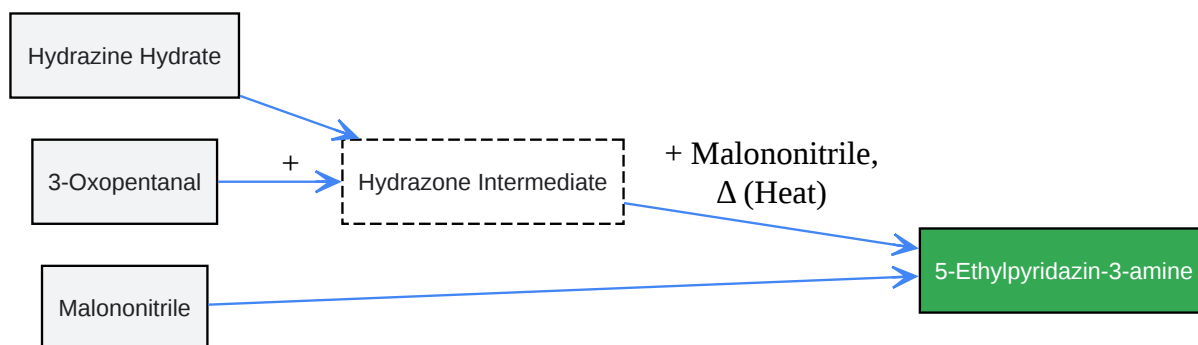 Hydrazine Hydrate
3-Oxopentanal
+
Hydrazone Intermediate
+ Malononitrile,
Δ (Heat)
5-Ethylpyridazin-3-amine
Malononitrile